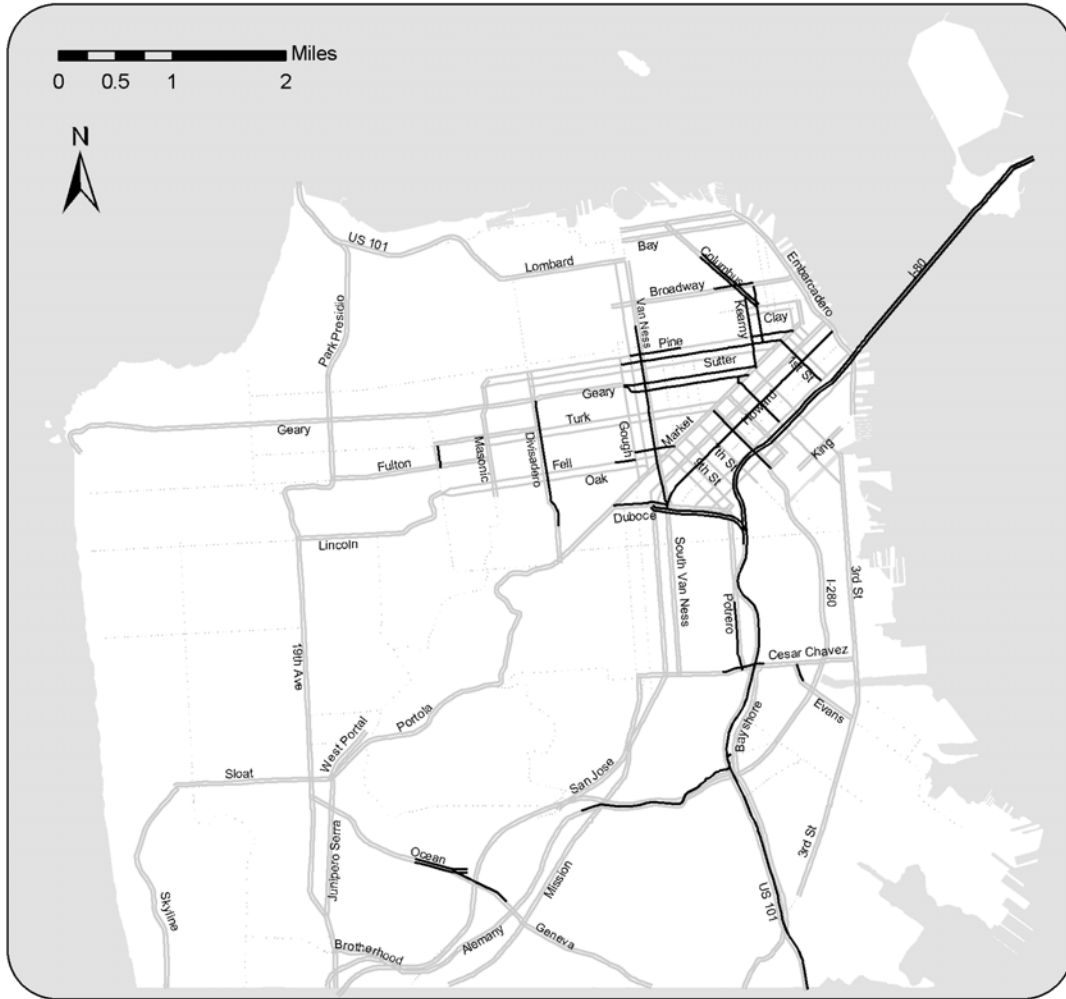 Miles
0 0.5 1 2
N
US 101
Lombard
Bay
Columbus
Embarcadero
I-80
Broadway
Park Presidio
Van Ness
Kearny
Clay
Pine
Sutter
1st St
Geary
Geary
Turk
Howard
Gough
Market
Masonic
Divisadero
Fulton
Fell
Oak
7th St
9th St
King
Duboce
Lincoln
South Van Ness
Potrero
I-280
3rd St
19th Ave
Cesar Chavez
Evans
Portola
West Portal
Bayshore
Sloat
San Jose
3rd St
Junipero Serra
Ocean
Mission
US 101
Skyline
Alemany
Geneva
Brotherhood